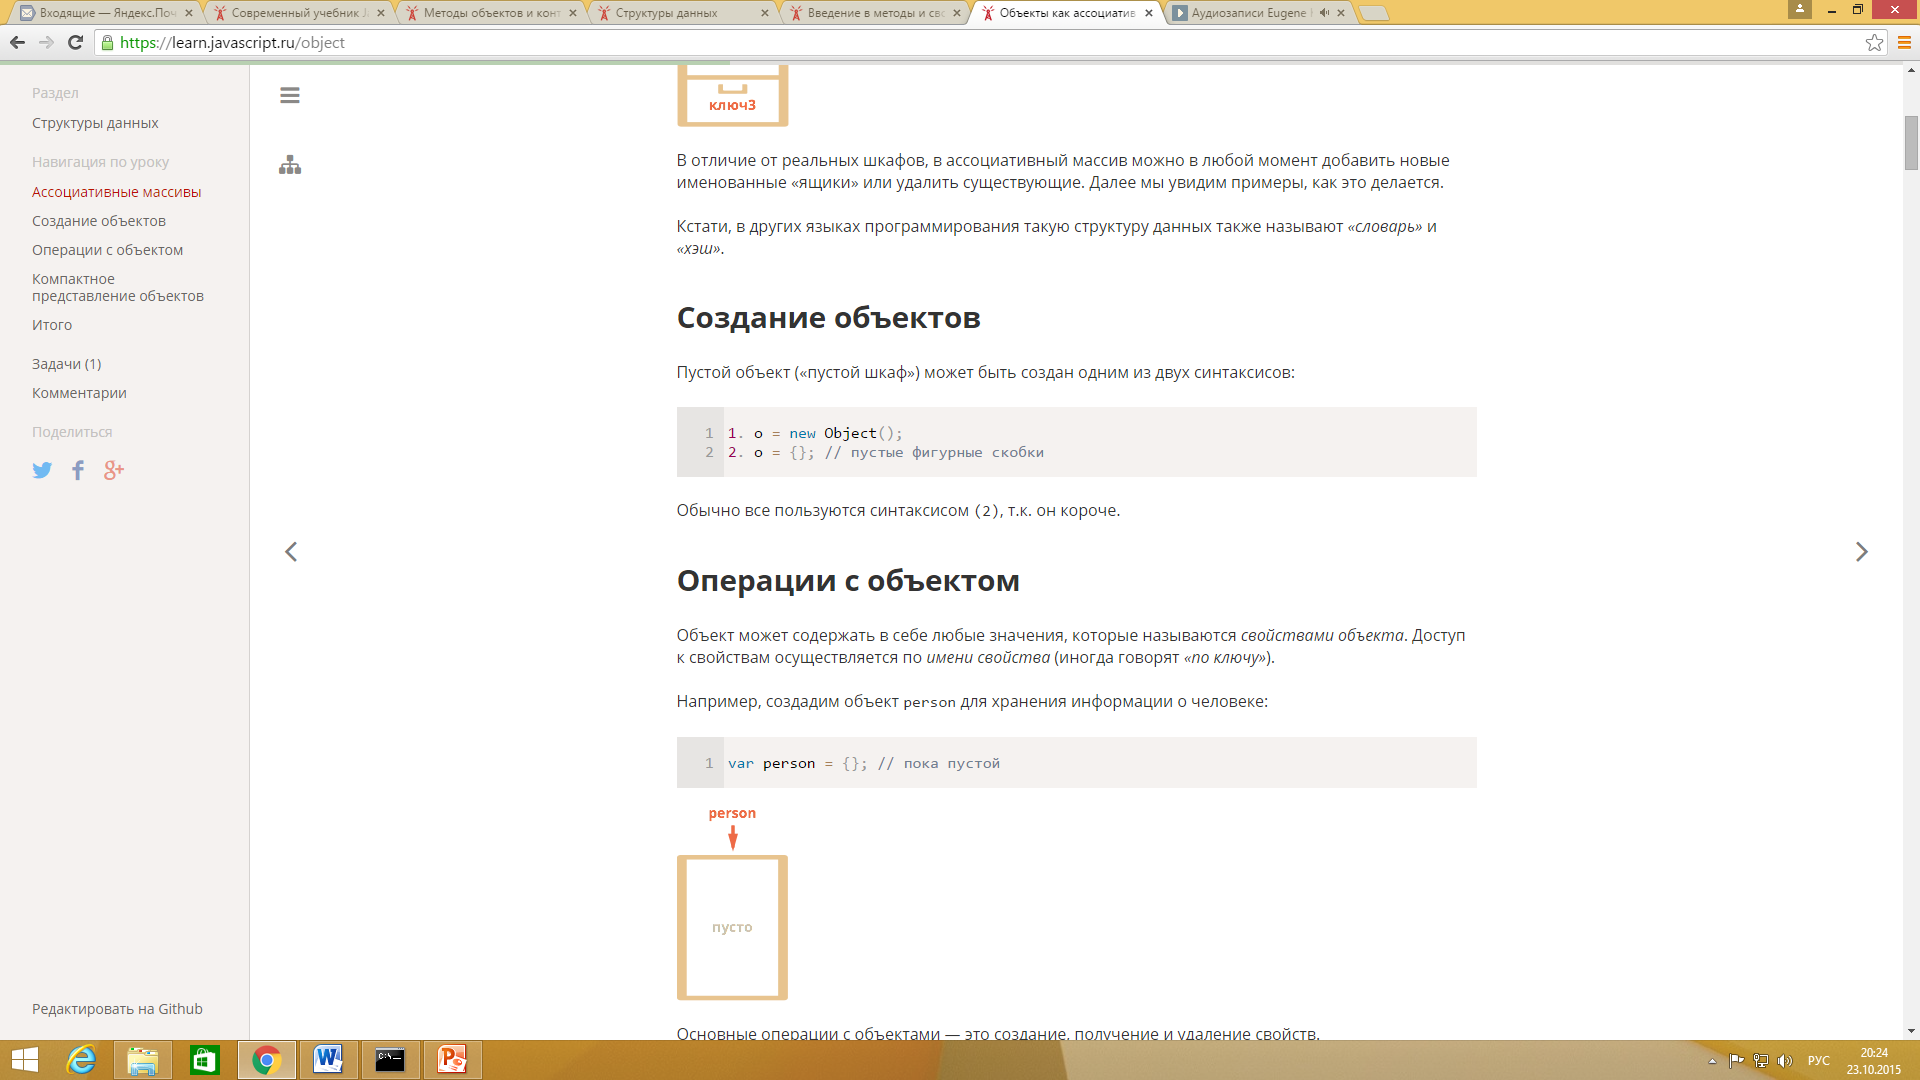 Входящие — Яндекс.Поч
Современный учебник J
Методы объектов и конт
Структуры данных
Введение в методы и сво
Объекты как ассоциатив
Аудиозаписи Eugene
https://learn.javascript.ru/object
Раздел
Структуры данных
Навигация по уроку
Ассоциативные массивы
Создание объектов
Операции с объектом
Компактное
представление объектов
Итого
Задачи (1)
Комментарии
Поделиться
Редактировать на Github
ключ3
В отличие от реальных шкафов, в ассоциативный массив можно в любой момент добавить новые
именованные «ящики» или удалить существующие. Далее мы увидим примеры, как это делается.
Кстати, в других языках программирования такую структуру данных также называют «словарь» и
«хэш».
Создание объектов
Пустой объект («пустой шкаф») может быть создан одним из двух синтаксисов:
1 1. o = new Object();
2 2. o = {}; // пустые фигурные скобки
Обычно все пользуются синтаксисом (2), т.к. он короче.
Операции с объектом
Объект может содержать в себе любые значения, которые называются свойствами объекта. Доступ
к свойствам осуществляется по имени свойства (иногда говорят «по ключу»).
Например, создадим объект person для хранения информации о человеке:
1 var person = {}; // пока пустой
person
пусто
Основные операции с объектами — это создание, получение и удаление свойств.
РУС
20:24
23.10.2015